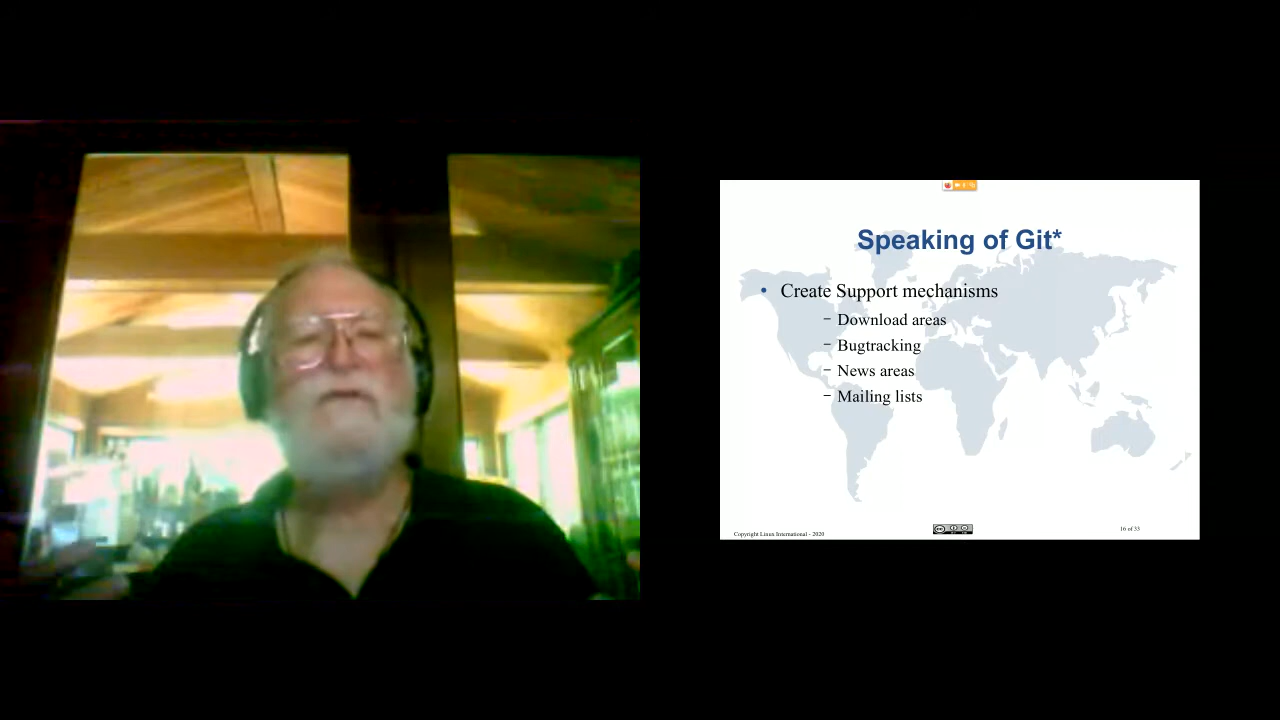 Speaking of Git*
• Create Support mechanisms
– Download areas
– Bugtracking
– News areas
– Mailing lists
Copyright Linux International - 2020
16 of 33